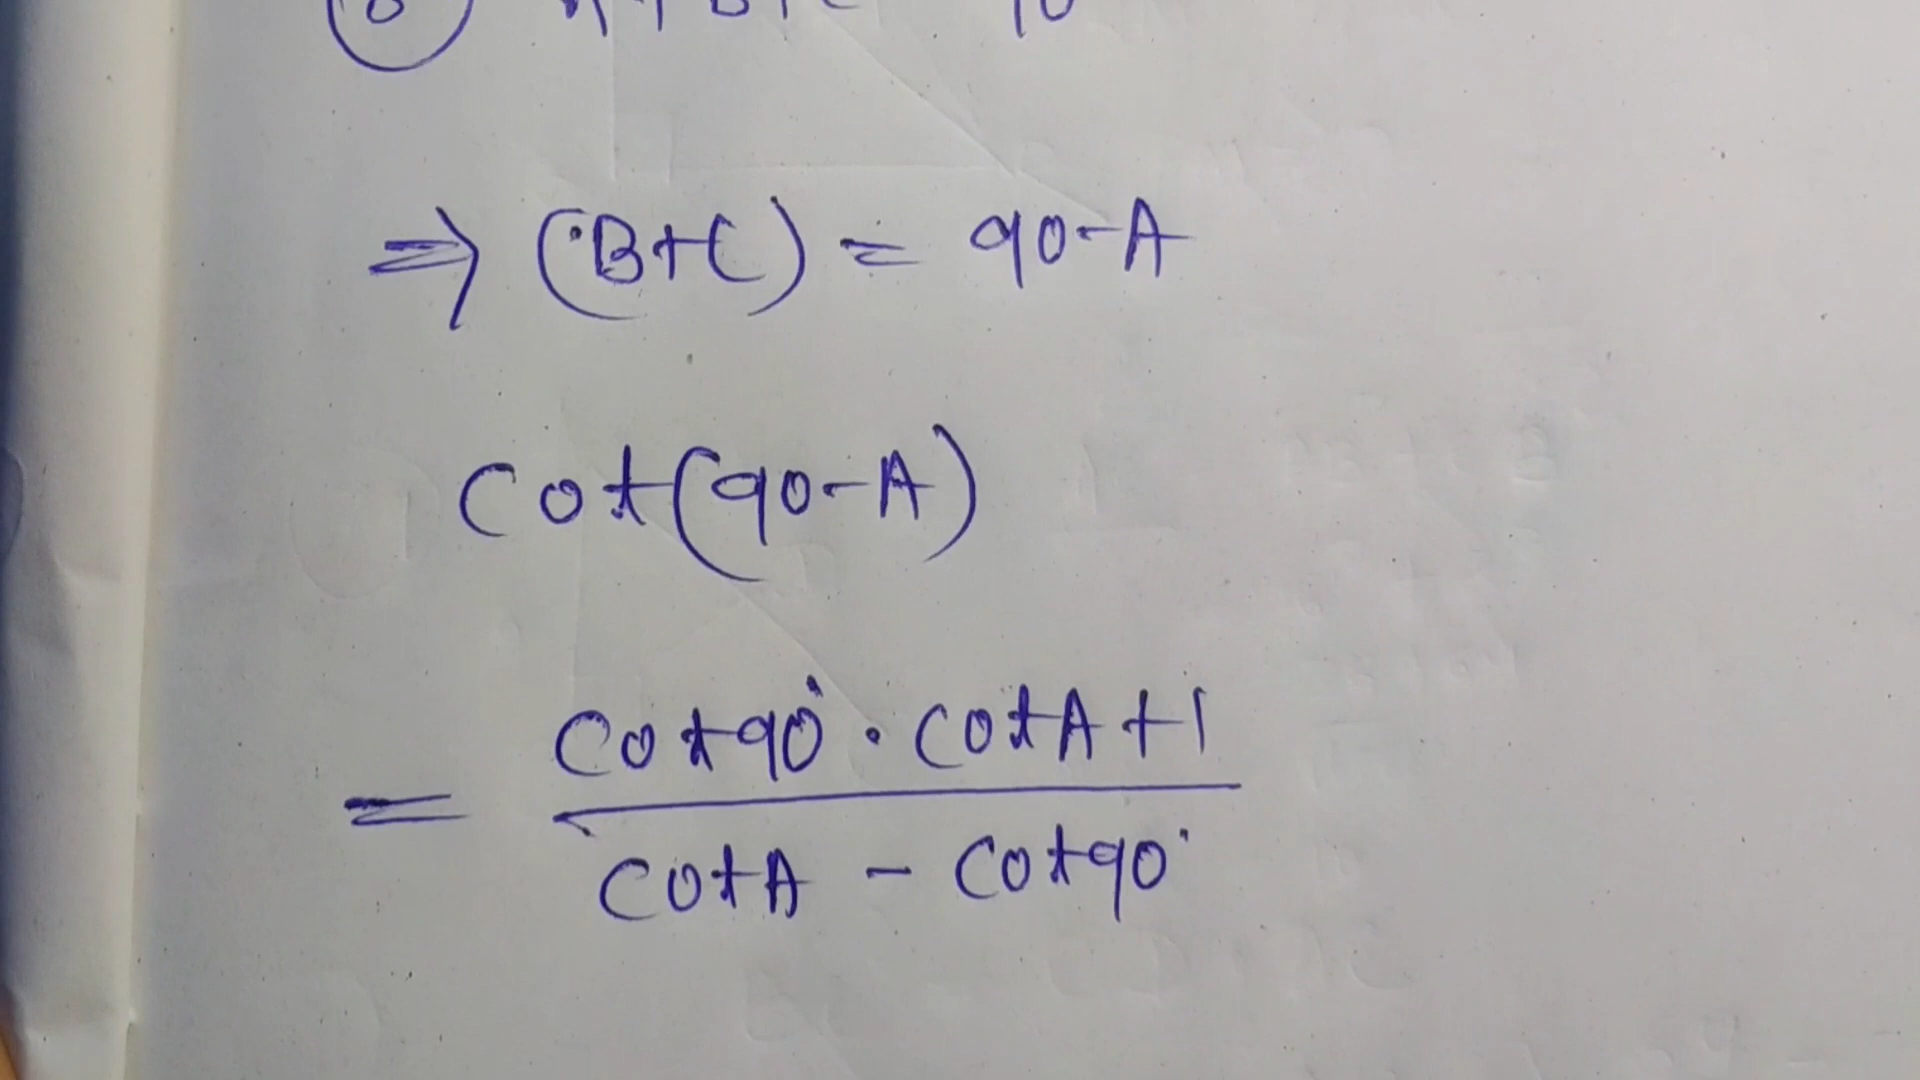 ⇒ (B+C) = 90-A
Cot(90-A)
= Cot90° · CotA+1
CotA - Cot90°